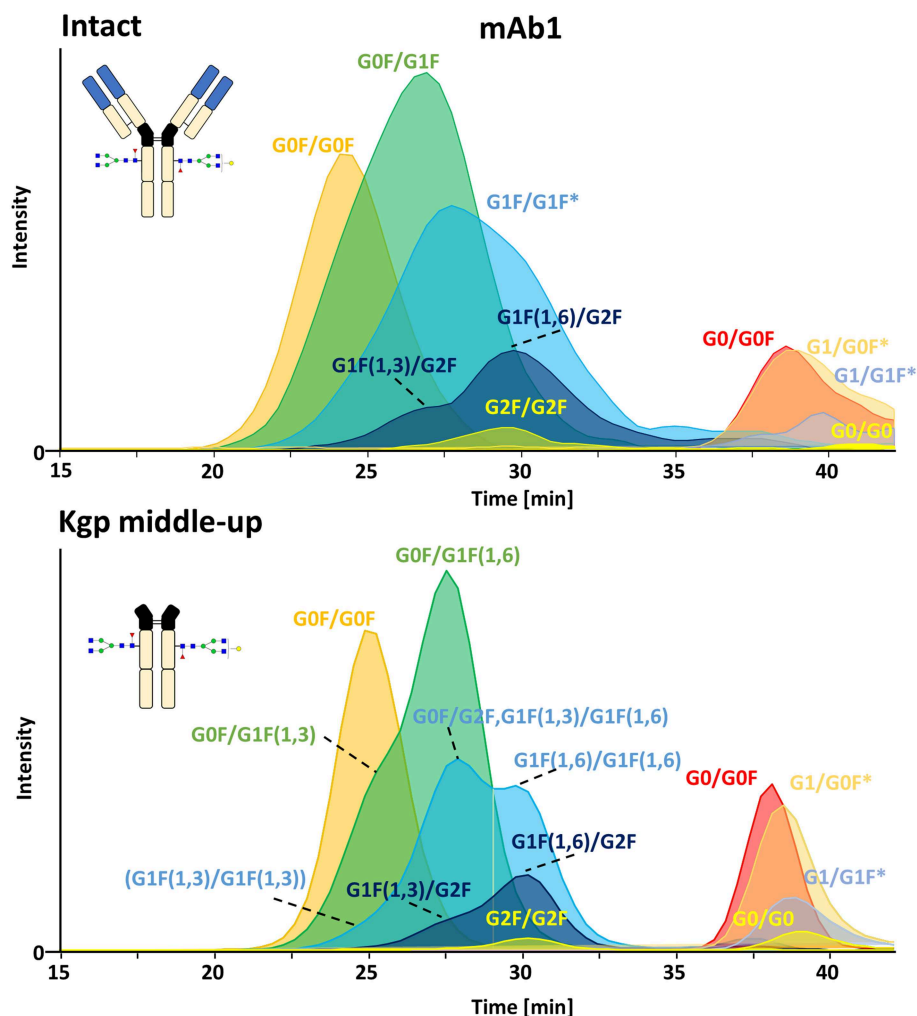 Intact
mAb1
G0F/G1F
G0F/G0F
G1F/G1F*
G1F(1,6)/G2F
G1F(1,3)/G2F
G2F/G2F
G0/G0F
G1/G0F*
G1/G1F*
G0/G0
Intensity
0
15 20 25 30 35 40
Time [min]
Kgp middle-up
G0F/G1F(1,6)
G0F/G0F
G0F/G1F(1,3)
G0F/G2F,G1F(1,3)/G1F(1,6)
G1F(1,6)/G1F(1,6)
G1F(1,6)/G2F
(G1F(1,3)/G1F(1,3))
G1F(1,3)/G2F
G2F/G2F
G0/G0F
G1/G0F*
G1/G1F*
G0/G0
Intensity
0
15 20 25 30 35 40
Time [min]